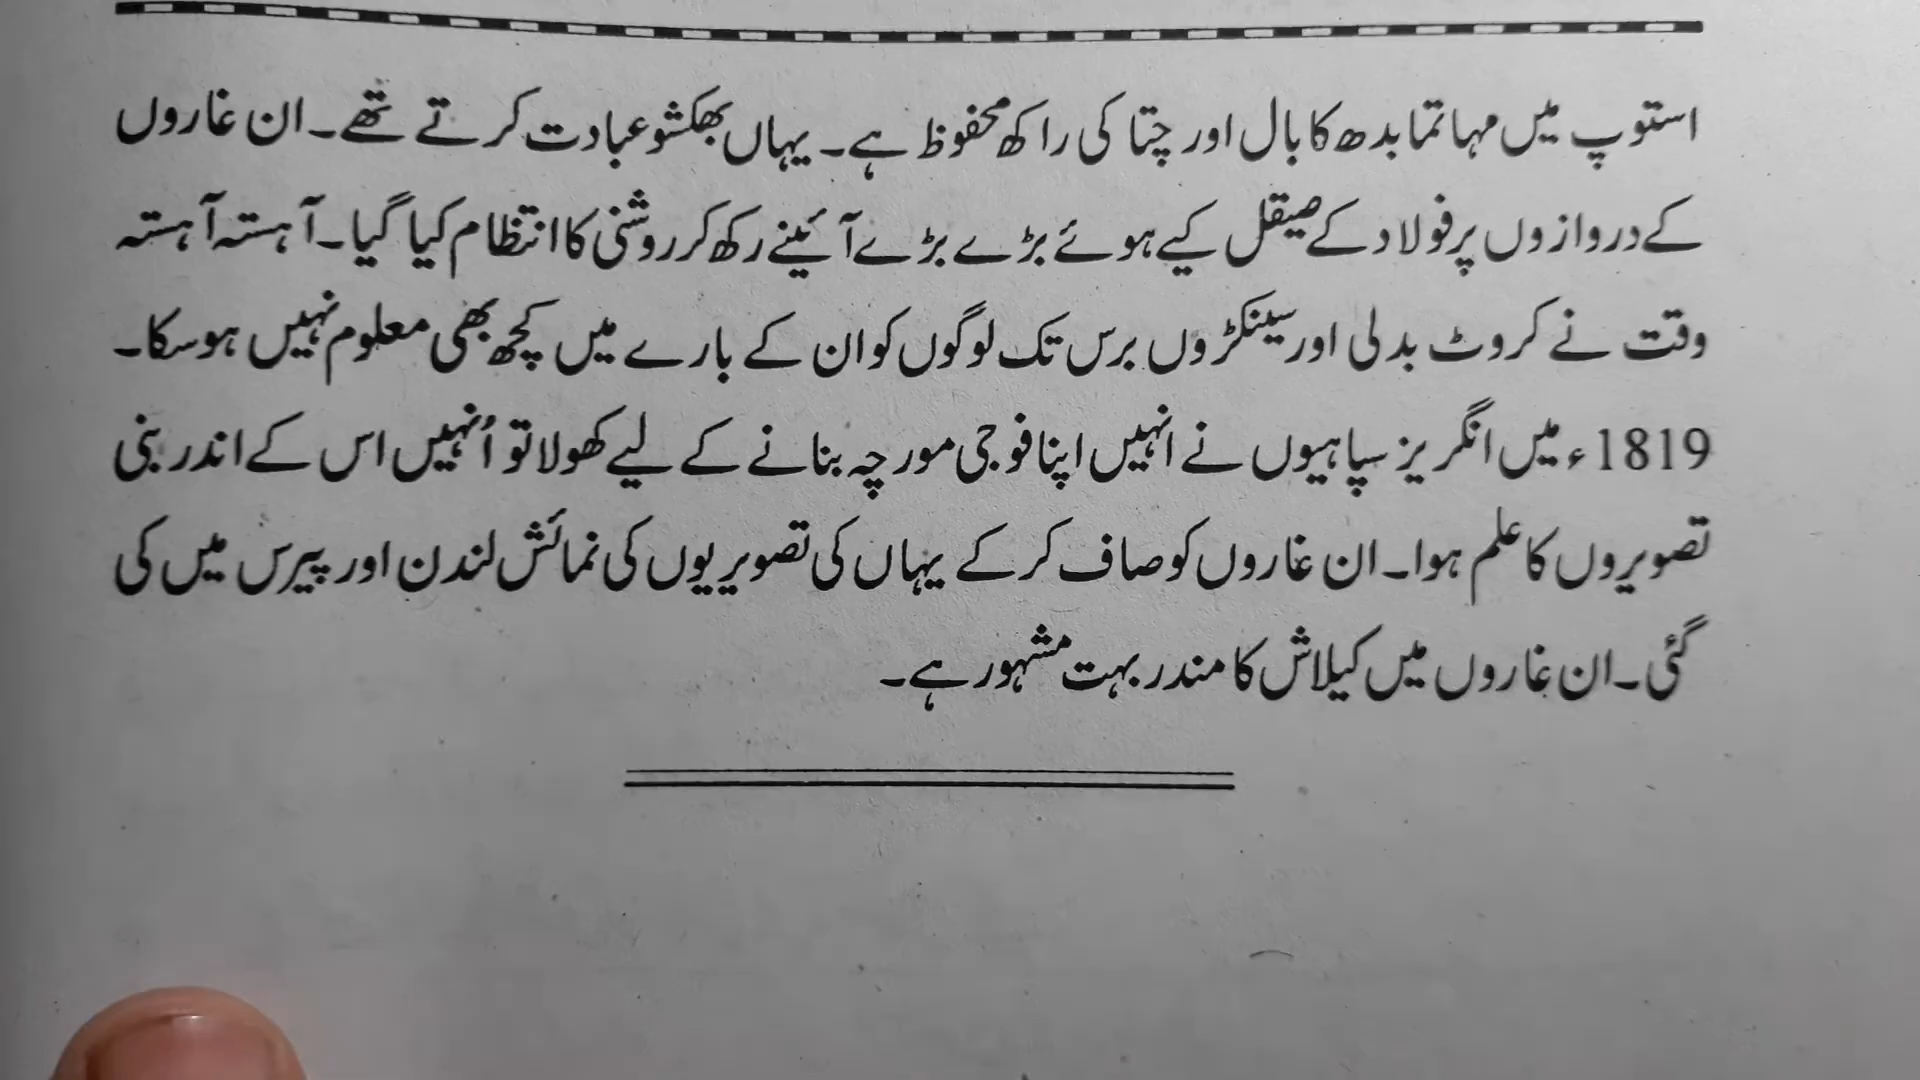 استوپ میں مہاتما بدھ کا بال اور چتا کی راکھ محفوظ ہے۔ یہاں بھکشو عبادت کرتے تھے۔ ان غاروں
کے دروازوں پر فولاد کے صیقل کیے ہوئے بڑے بڑے آئینے رکھ کر روشنی کا انتظام کیا گیا۔ آہستہ آہستہ
وقت نے کروٹ بدلی اور سینکڑوں برس تک لوگوں کو ان کے بارے میں کچھ بھی معلوم نہیں ہوسکا۔
1819ء میں انگریز سپاہیوں نے انہیں اپنا فوجی مورچہ بنانے کے لیے کھولا تو اُنہیں اس کے اندر بنی
تصویروں کا علم ہوا۔ ان غاروں کو صاف کرکے یہاں کی تصویریوں کی نمائش لندن اور پیرس میں کی
گئی۔ ان غاروں میں کیلاش کا مندر بہت مشہور ہے۔